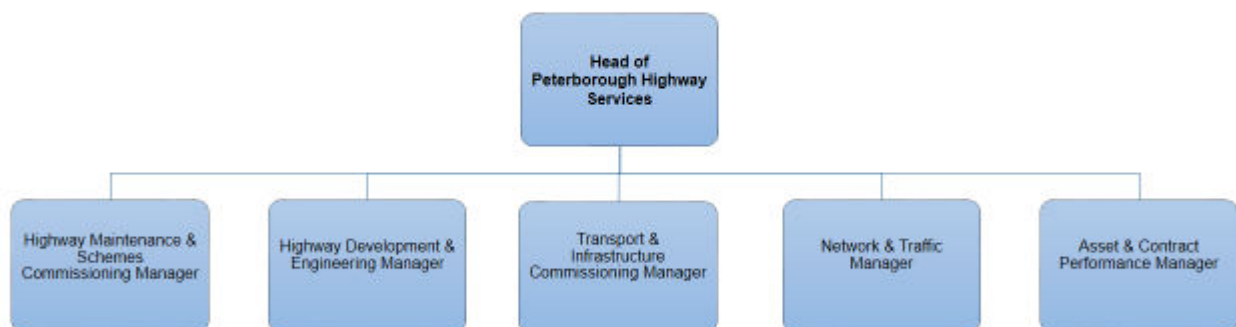 Head of
Peterborough Highway
Services
Highway Maintenance &
Schemes
Commissioning Manager
Highway Development &
Engineering Manager
Transport &
Infrastructure
Commissioning Manager
Network & Traffic
Manager
Asset & Contract
Performance Manager